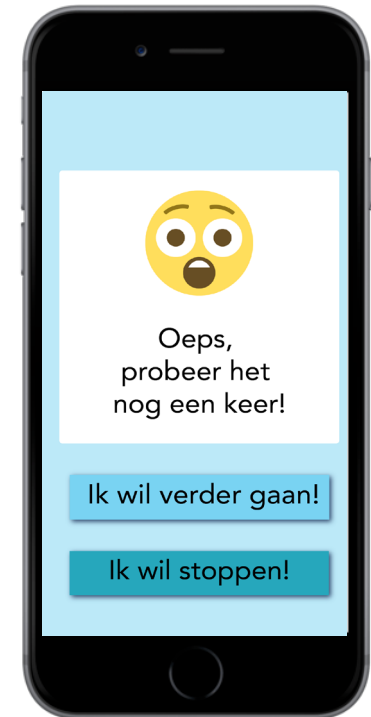 Oeps,
probeer het
nog een keer!
Ik wil verder gaan!
Ik wil stoppen!